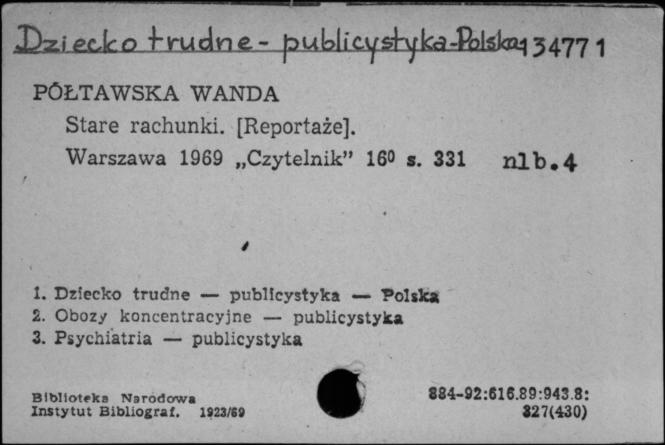 Dziecko trudne - publicystyka-Polska 134771
PÓŁTAWSKA WANDA
Stare rachunki. [Reportaże].
Warszawa 1969 „Czytelnik” 16⁰ s. 331 nlb. 4
1. Dziecko trudne — publicystyka — Polska
2. Obozy koncentracyjne — publicystyka
3. Psychiatria — publicystyka
Biblioteka Narodowa 884-92:616.89:943.8:
Instytut Bibliograf. 1923/69 327(430)